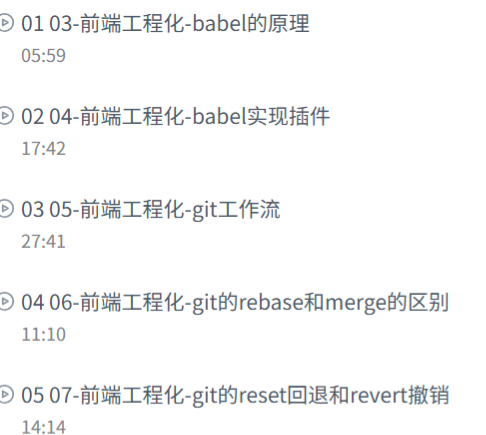 01 03-前端工程化-babel的原理
05:59
02 04-前端工程化-babel实现插件
17:42
03 05-前端工程化-git工作流
27:41
04 06-前端工程化-git的rebase和merge的区别
11:10
05 07-前端工程化-git的reset回退和revert撤销
14:14